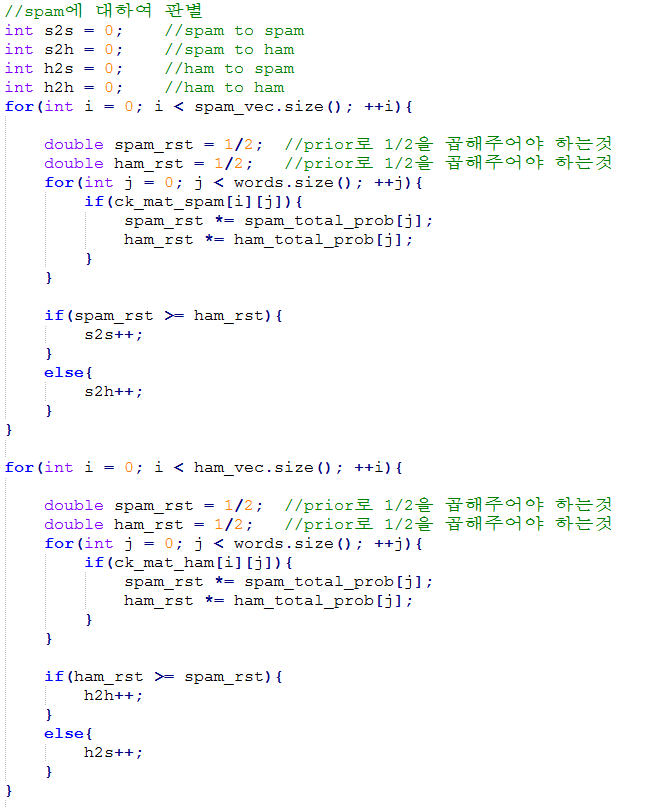 //spam에 대하여 판별
int s2s = 0;    //spam to spam
int s2h = 0;    //spam to ham
int h2s = 0;    //ham to spam
int h2h = 0;    //ham to ham
for(int i = 0; i < spam_vec.size(); ++i){
    double spam_rst = 1/2;  //prior로 1/2을 곱해주어야 하는것
    double ham_rst = 1/2;   //prior로 1/2을 곱해주어야 하는것
    for(int j = 0; j < words.size(); ++j){
        if(ck_mat_spam[i][j]){
            spam_rst *= spam_total_prob[j];
            ham_rst *= ham_total_prob[j];
        }
    }
    if(spam_rst >= ham_rst){
        s2s++;
    }
    else{
        s2h++;
    }
}
for(int i = 0; i < ham_vec.size(); ++i){
    double spam_rst = 1/2;  //prior로 1/2을 곱해주어야 하는것
    double ham_rst = 1/2;   //prior로 1/2을 곱해주어야 하는것
    for(int j = 0; j < words.size(); ++j){
        if(ck_mat_ham[i][j]){
            spam_rst *= spam_total_prob[j];
            ham_rst *= ham_total_prob[j];
        }
    }
    if(ham_rst >= spam_rst){
        h2h++;
    }
    else{
        h2s++;
    }
}